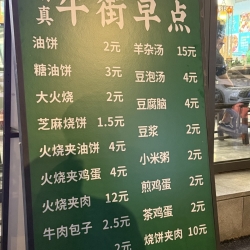 真 牛街早点
油饼 2元
糖油饼 3元
大火烧 2元
芝麻烧饼 1.5元
火烧夹油饼 4元
火烧夹鸡蛋 4元
火烧夹肉 12元
牛肉包子 2.5元
2元
羊杂汤 15元
豆泡汤 4元
豆腐脑 4元
豆浆 2元
小米粥 2元
煎鸡蛋 2元
茶鸡蛋 2元
烧饼夹肉 10元